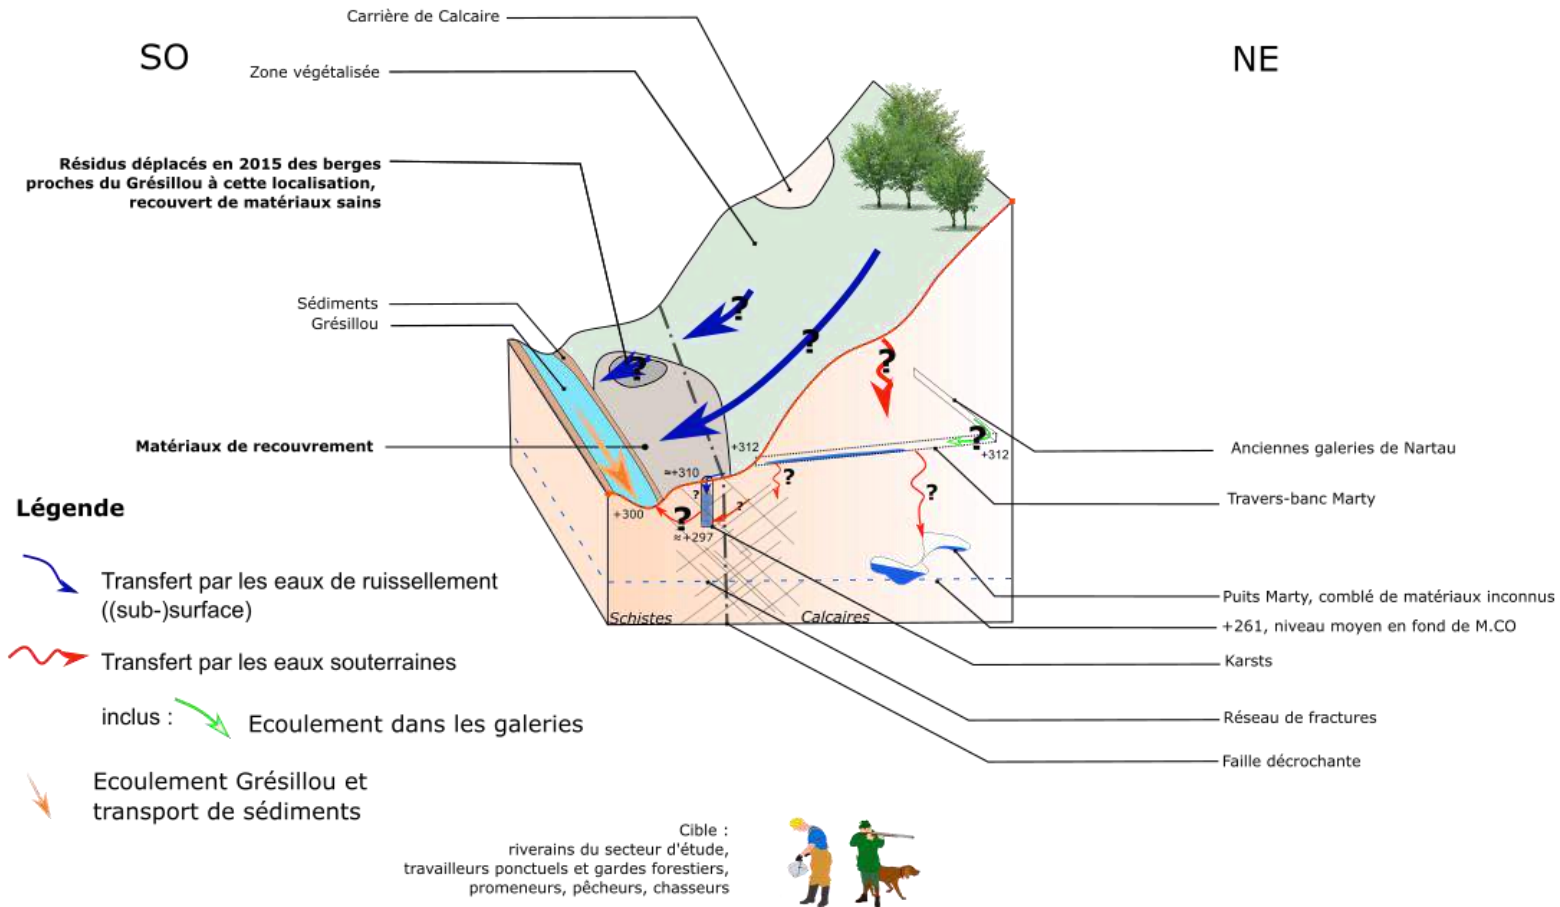 Carrière de Calcaire
SO
NE
Zone végétalisée
Résidus déplacés en 2015 des berges
proches du Grésillou à cette localisation,
recouvert de matériaux sains
Sédiments
Grésillou
Matériaux de recouvrement
?
?
?
?
?
?
?
?
?
?
+312
+312
≈+310
+300
≈+297
Schistes
Calcaires
Anciennes galeries de Nartau
Travers-banc Marty
Puits Marty, comblé de matériaux inconnus
+261, niveau moyen en fond de M.CO
Karsts
Réseau de fractures
Faille décrochante
Légende
Transfert par les eaux de ruissellement
((sub-)surface)
Transfert par les eaux souterraines
inclus :
Ecoulement dans les galeries
Ecoulement Grésillou et
transport de sédiments
Cible :
riverains du secteur d'étude,
travailleurs ponctuels et gardes forestiers,
promeneurs, pêcheurs, chasseurs